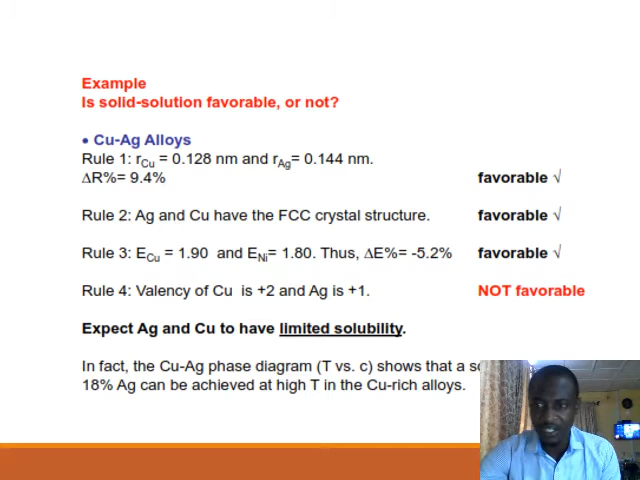 Example
Is solid-solution favorable, or not?
• Cu-Ag Alloys
Rule 1: rCu = 0.128 nm and rAg= 0.144 nm.
ΔR%= 9.4% favorable √
Rule 2: Ag and Cu have the FCC crystal structure. favorable √
Rule 3: ECu = 1.90 and ENi= 1.80. Thus, ΔE%= -5.2% favorable √
Rule 4: Valency of Cu is +2 and Ag is +1. NOT favorable
Expect Ag and Cu to have limited solubility.
In fact, the Cu-Ag phase diagram (T vs. c) shows that a
18% Ag can be achieved at high T in the Cu-rich alloys.